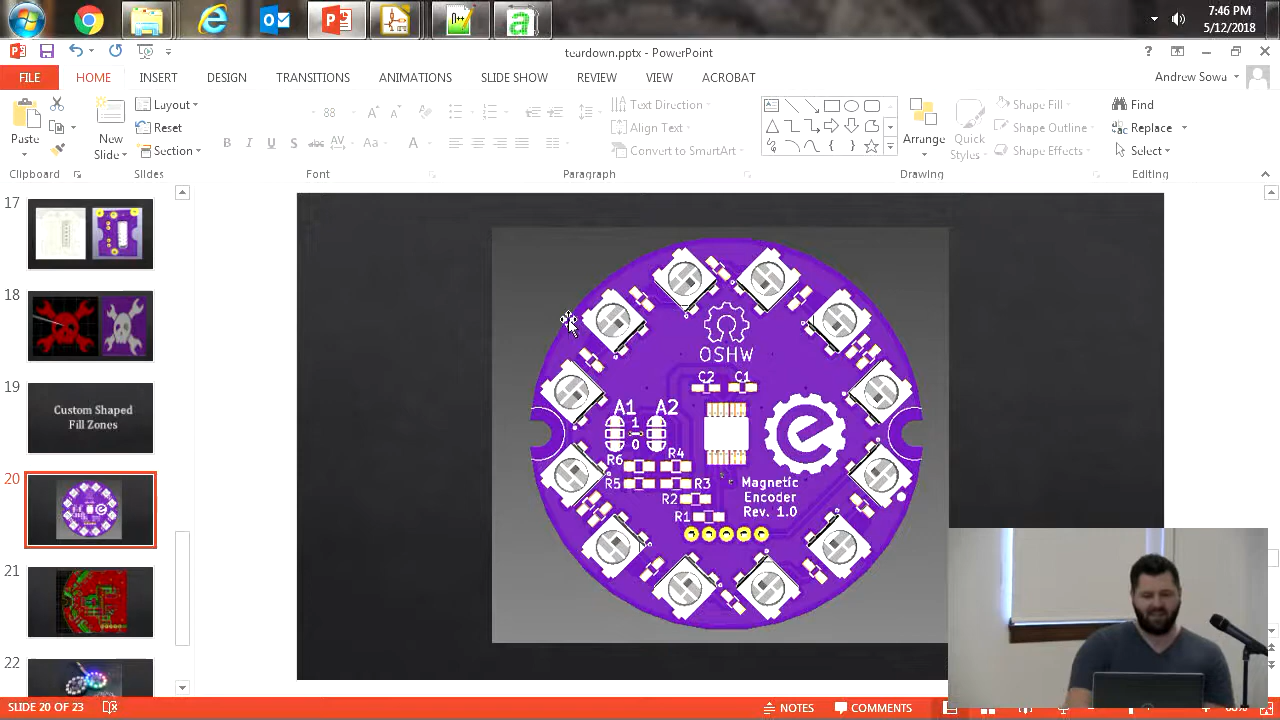 7:46 PM
5/12/2018
teardown.pptx - PowerPoint
FILE
HOME
INSERT
DESIGN
TRANSITIONS
ANIMATIONS
SLIDE SHOW
REVIEW
VIEW
ACROBAT
Andrew Sowa
Paste
New
Slide
Layout
Reset
Section
88
B I U S abc AV Aa A
Text Direction
Align Text
Convert to SmartArt
Quick
Styles
Shape Fill
Shape Outline
Shape Effects
Find
Select
Clipboard
Slides
Font
Paragraph
Drawing
Editing
17
18
19
Custom Shaped
Fill Zones
20
21
22
OSHW
C2 C1
A1 A2
1
0
R6 R4
R5 R3
R2
R1
e
Magnetic
Encoder
Rev. 1.0
SLIDE 20 OF 23
NOTES
COMMENTS